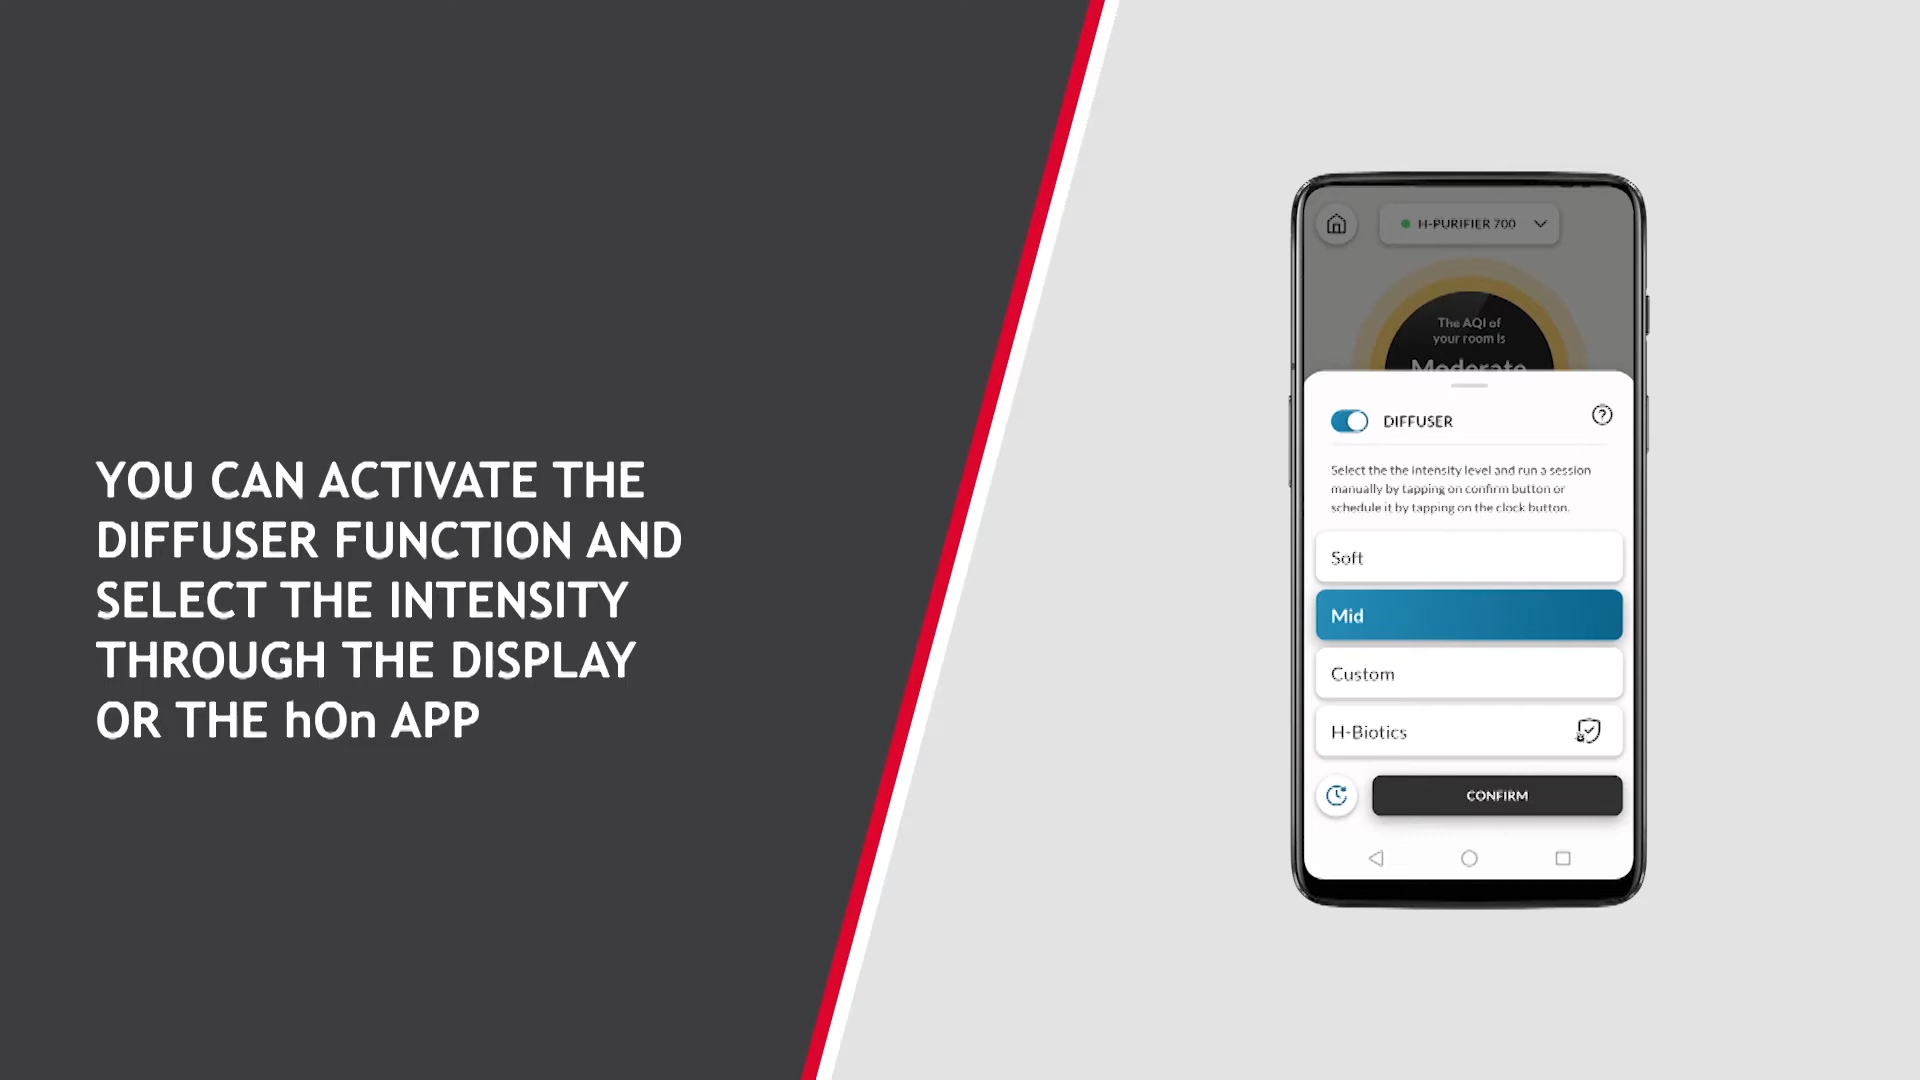 YOU CAN ACTIVATE THE
DIFFUSER FUNCTION AND
SELECT THE INTENSITY
THROUGH THE DISPLAY
OR THE hOn APP
H-PURIFIER 700
The AQI of
your room is
Moderate
DIFFUSER
Select the the intensity level and run a session
manually by tapping on confirm button or
schedule it by tapping on the clock button.
Soft
Mid
Custom
H-Biotics
CONFIRM